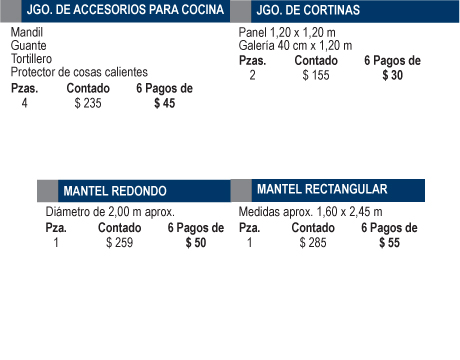 JGO. DE ACCESORIOS PARA COCINA
Mandil
Guante
Tortillero
Protector de cosas calientes
Pzas. Contado 6 Pagos de
4 $ 235 $ 45
JGO. DE CORTINAS
Panel 1,20 x 1,20 m
Galería 40 cm x 1,20 m
Pzas. Contado 6 Pagos de
2 $ 155 $ 30
MANTEL REDONDO
Diámetro de 2,00 m aprox.
Pza. Contado 6 Pagos de
1 $ 259 $ 50
MANTEL RECTANGULAR
Medidas aprox. 1,60 x 2,45 m
Pza. Contado 6 Pagos de
1 $ 285 $ 55